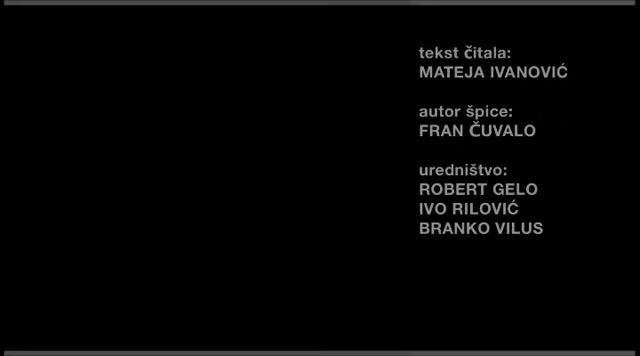 tekst čitala:
MATEJA IVANOVIĆ
autor špice:
FRAN ČUVALO
uredništvo:
ROBERT GELO
IVO RILOVIĆ
BRANKO VILUS